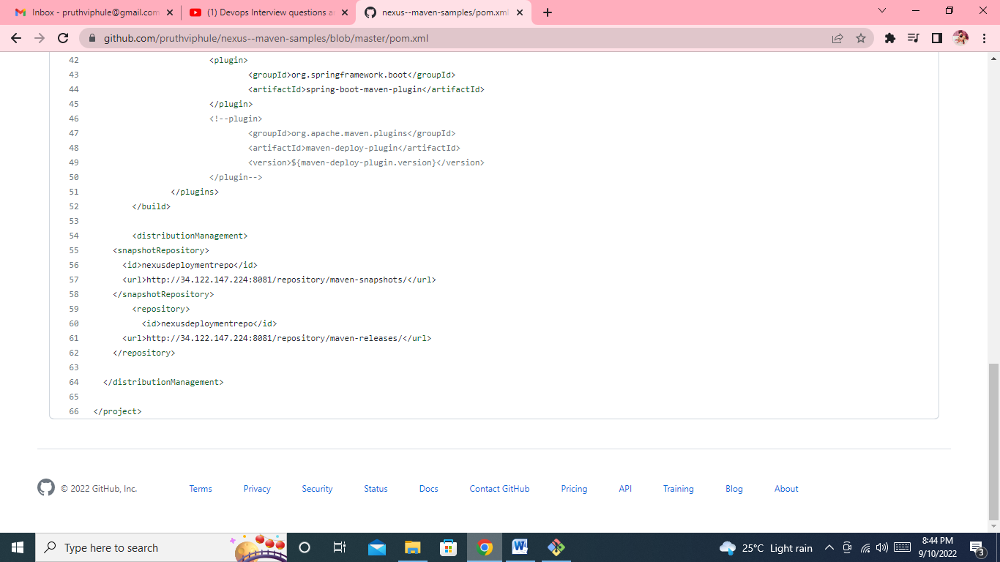 Inbox - pruthviphule@gmail.com
(1) Devops Interview questions a
nexus--maven-samples/pom.xml
github.com/pruthviphule/nexus--maven-samples/blob/master/pom.xml
42 <plugin>
43 <groupId>org.springframework.boot</groupId>
44 <artifactId>spring-boot-maven-plugin</artifactId>
45 </plugin>
46 <!--plugin>
47 <groupId>org.apache.maven.plugins</groupId>
48 <artifactId>maven-deploy-plugin</artifactId>
49 <version>${maven-deploy-plugin.version}</version>
50 </plugin-->
51 </plugins>
52 </build>
53
54 <distributionManagement>
55 <snapshotRepository>
56 <id>nexusdeploymentrepo</id>
57 <url>http://34.122.147.224:8081/repository/maven-snapshots/</url>
58 </snapshotRepository>
59 <repository>
60 <id>nexusdeploymentrepo</id>
61 <url>http://34.122.147.224:8081/repository/maven-releases/</url>
62 </repository>
63
64 </distributionManagement>
65
66 </project>
© 2022 GitHub, Inc. Terms Privacy Security Status Docs Contact GitHub Pricing API Training Blog About
Type here to search
25°C Light rain
8:44 PM
9/10/2022
3